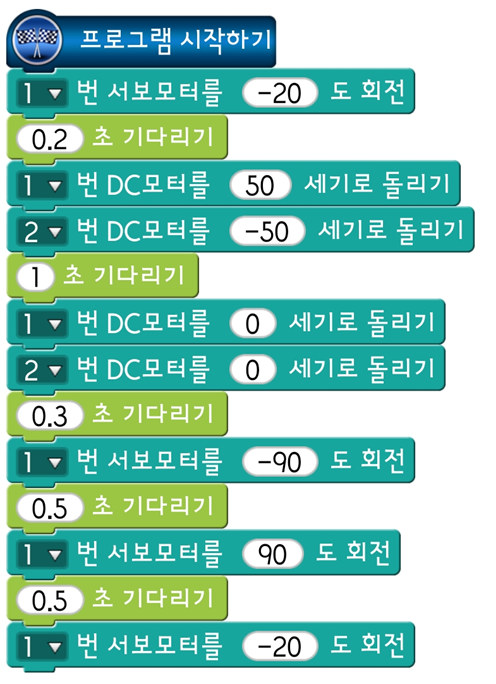 프로그램 시작하기
1 번 서보모터를 -20 도 회전
0.2 초 기다리기
1 번 DC모터를 50 세기로 돌리기
2 번 DC모터를 -50 세기로 돌리기
1 초 기다리기
1 번 DC모터를 0 세기로 돌리기
2 번 DC모터를 0 세기로 돌리기
0.3 초 기다리기
1 번 서보모터를 -90 도 회전
0.5 초 기다리기
1 번 서보모터를 90 도 회전
0.5 초 기다리기
1 번 서보모터를 -20 도 회전